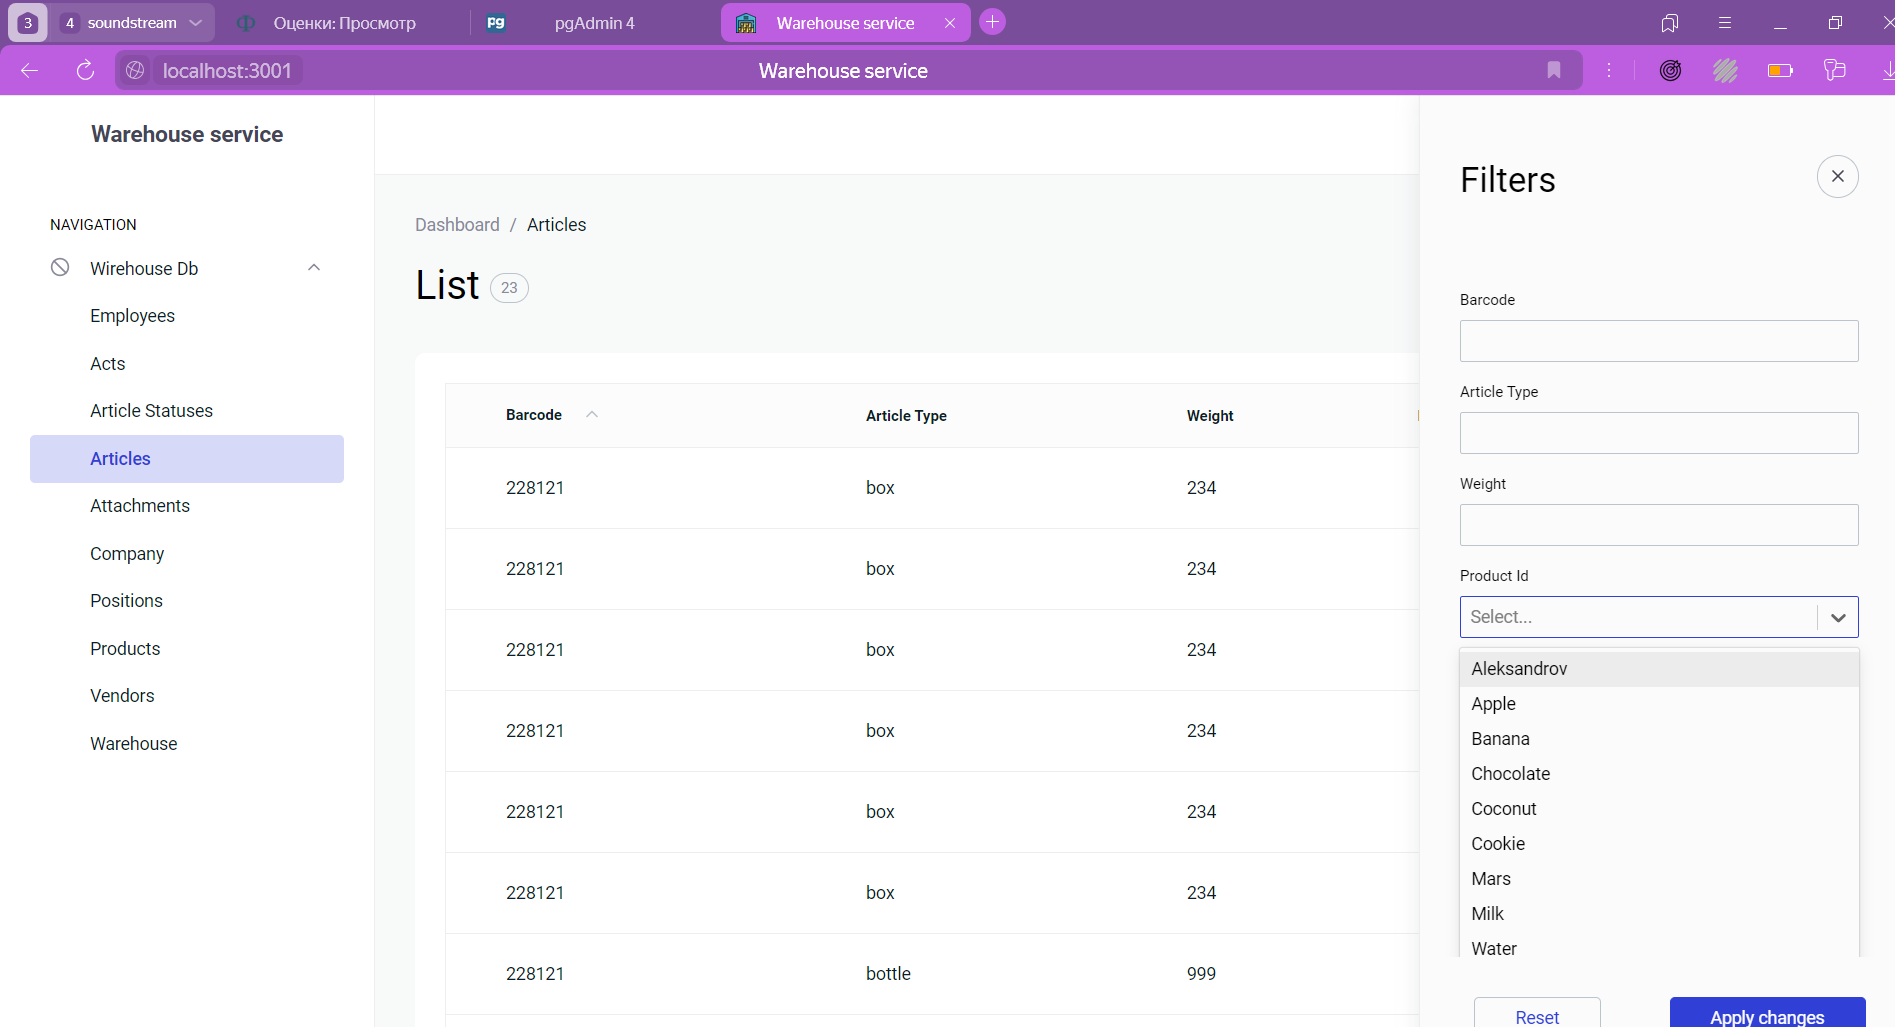 3 4 soundstream Оценки: Просмотр pg pgAdmin 4 Warehouse service
localhost:3001 Warehouse service
Warehouse service
NAVIGATION
Wirehouse Db
Employees
Acts
Article Statuses
Articles
Attachments
Company
Positions
Products
Vendors
Warehouse
Dashboard / Articles
List 23
Barcode Article Type Weight
228121 box 234
228121 box 234
228121 box 234
228121 box 234
228121 box 234
228121 box 234
228121 bottle 999
Filters
Barcode
Article Type
Weight
Product Id
Select...
Aleksandrov
Apple
Banana
Chocolate
Coconut
Cookie
Mars
Milk
Water
Reset Apply changes